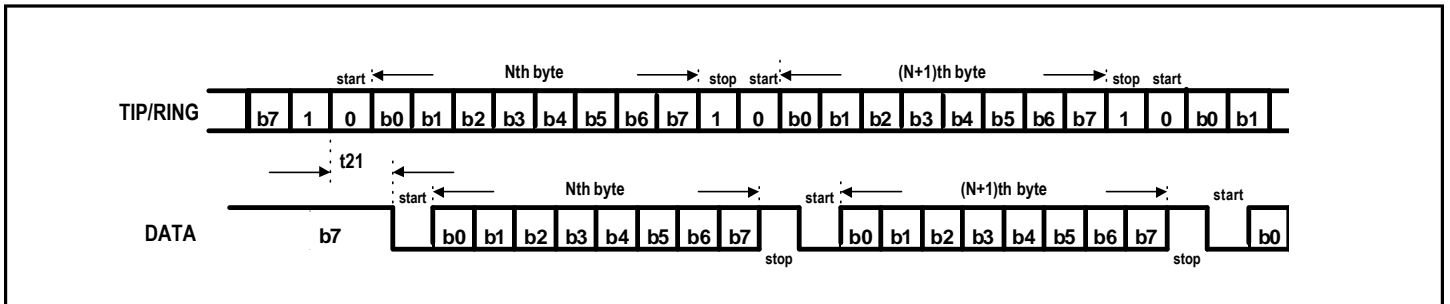 start Nth byte stop start (N+1)th byte stop start
TIP/RING b7 1 0 b0 b1 b2 b3 b4 b5 b6 b7 1 0 b0 b1 b2 b3 b4 b5 b6 b7 1 0 b0 b1
t21
start Nth byte start (N+1)th byte start
DATA b7 b0 b1 b2 b3 b4 b5 b6 b7 b0 b1 b2 b3 b4 b5 b6 b7 b0
stop stop